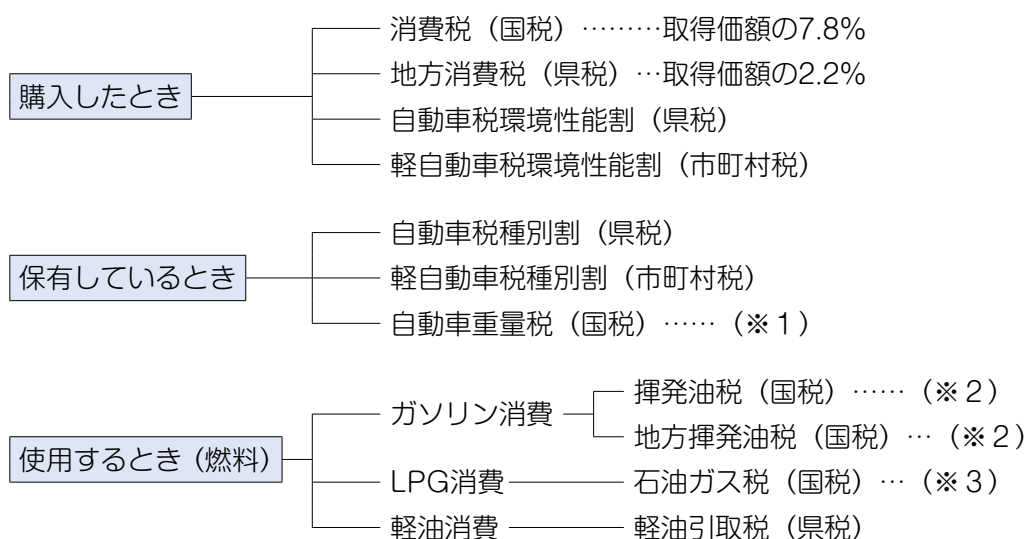 購入したとき
消費税（国税）………取得価額の7.8%
地方消費税（県税）…取得価額の2.2%
自動車税環境性能割（県税）
軽自動車税環境性能割（市町村税）
保有しているとき
自動車税種別割（県税）
軽自動車税種別割（市町村税）
自動車重量税（国税）……（※１）
使用するとき（燃料）
ガソリン消費
揮発油税（国税）……（※２）
地方揮発油税（国税）…（※２）
LPG消費
石油ガス税（国税）…（※３）
軽油消費
軽油引取税（県税）